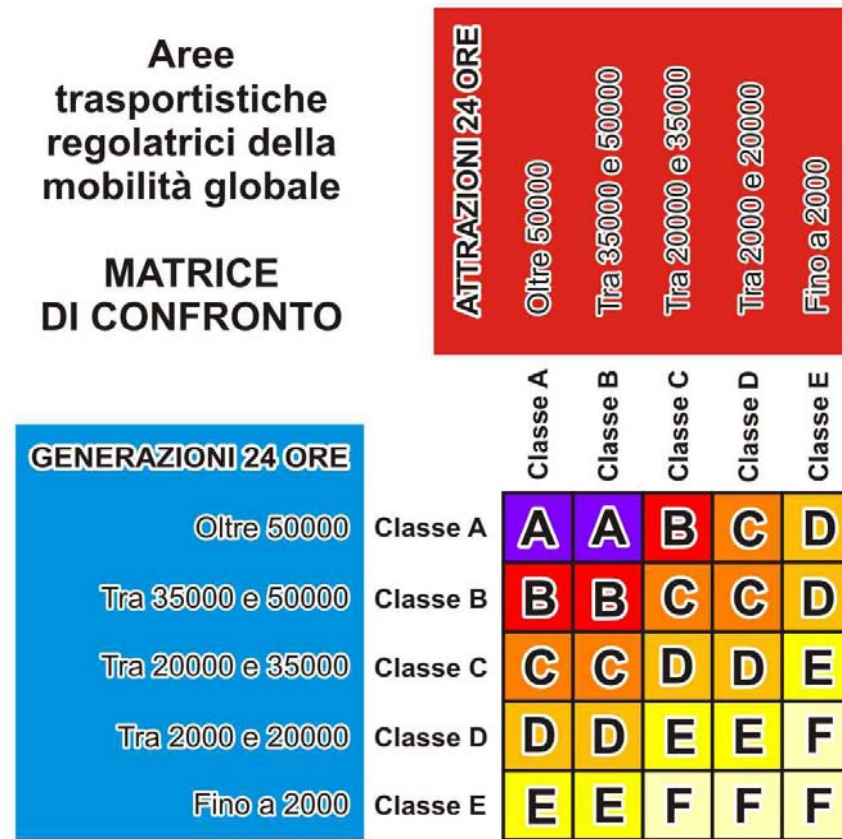 Aree
trasportistiche
regolatrici della
mobilità globale
MATRICE
DI CONFRONTO
ATTRAZIONI 24 ORE
Oltre 50000
Tra 35000 e 50000
Tra 20000 e 35000
Tra 2000 e 20000
Fino a 2000
Classe A
Classe B
Classe C
Classe D
Classe E
GENERAZIONI 24 ORE
Oltre 50000 Classe A A A B C D
Tra 35000 e 50000 Classe B B B C C D
Tra 20000 e 35000 Classe C C C D D E
Tra 2000 e 20000 Classe D D D E E F
Fino a 2000 Classe E E E F F F